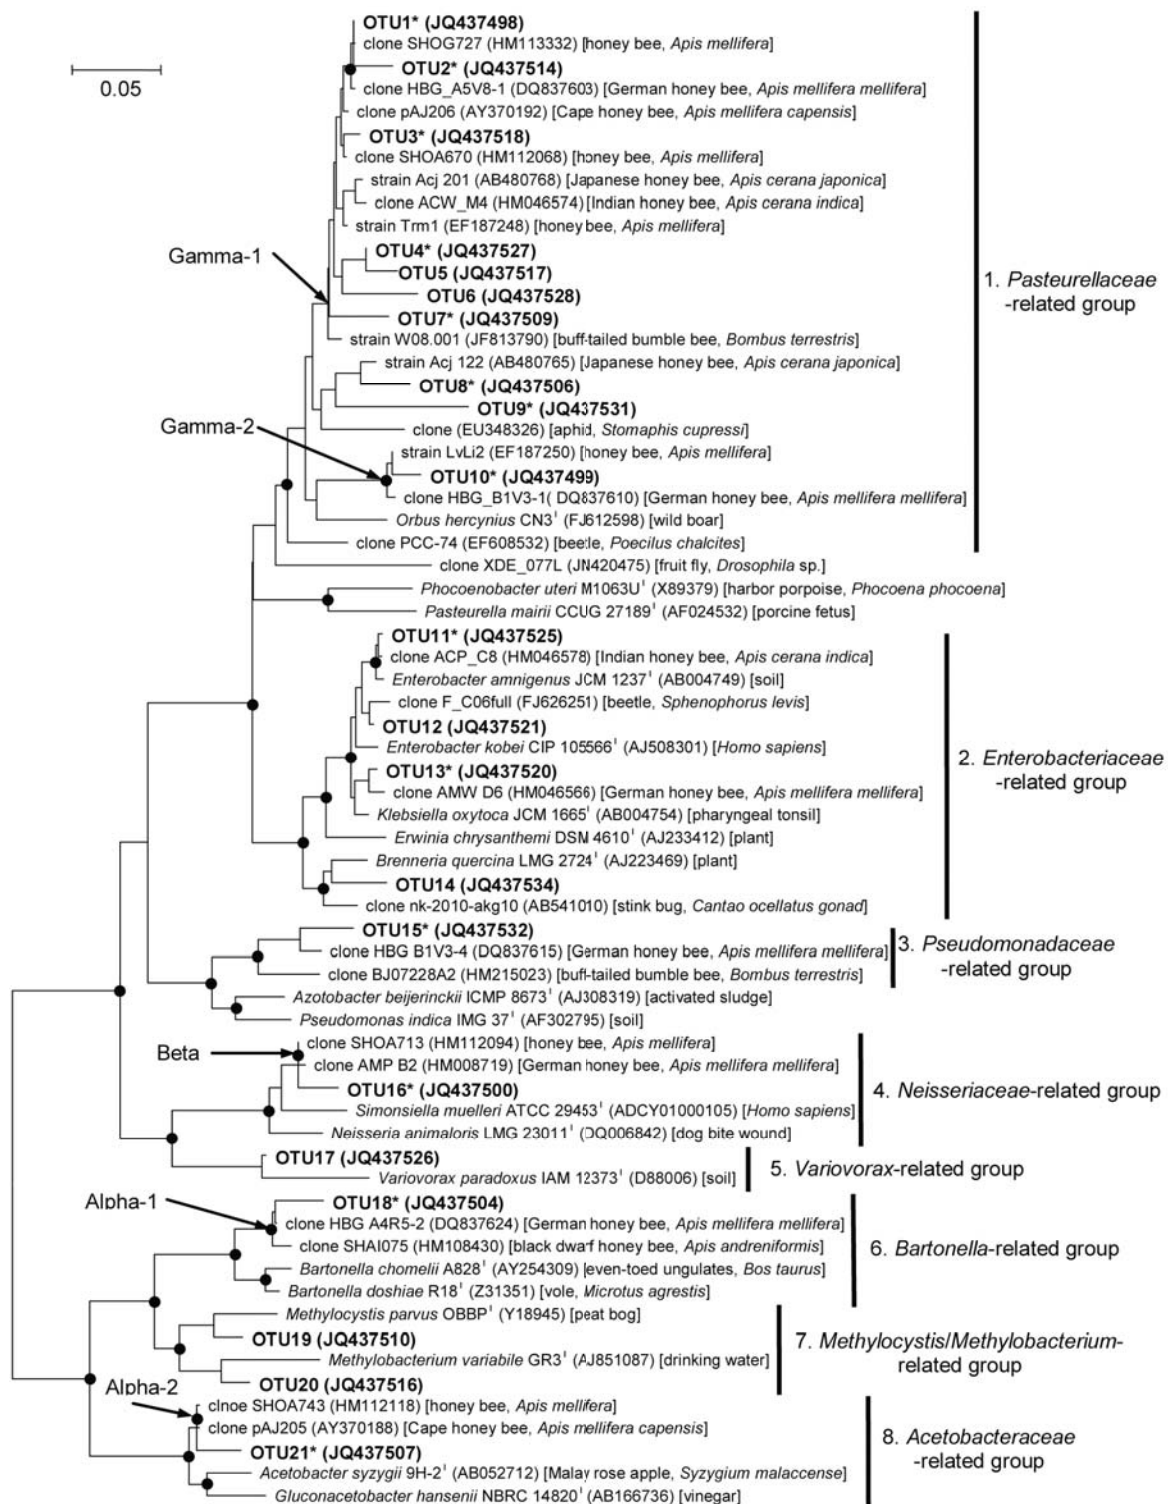 OTU1* (JQ437498)
clone SHOG727 (HM113332) [honey bee, Apis mellifera]
OTU2* (JQ437514)
0.05
clone HBG_A5V8-1 (DQ837603) [German honey bee, Apis mellifera mellifera]
clone pAJ206 (AY370192) [Cape honey bee, Apis mellifera capensis]
OTU3* (JQ437518)
clone SHOA670 (HM112068) [honey bee, Apis mellifera]
strain Acj 201 (AB480768) [Japanese honey bee, Apis cerana japonica]
clone ACW_M4 (HM046574) [Indian honey bee, Apis cerana indica]
strain Trm1 (EF187248) [honey bee, Apis mellifera]
OTU4* (JQ437527)
Gamma-1
OTU5 (JQ437517)
1. Pasteurellaceae
-related group
OTU6 (JQ437528)
OTU7* (JQ437509)
strain W08.001 (JF813790) [buff-tailed bumble bee, Bombus terrestris]
strain Acj 122 (AB480765) [Japanese honey bee, Apis cerana japonica]
OTU8* (JQ437506)
OTU9* (JQ437531)
Gamma-2
clone (EU348326) [aphid, Stomaphis cupressi]
strain LvLi2 (EF187250) [honey bee, Apis mellifera]
OTU10* (JQ437499)
clone HBG_B1V3-1( DQ837610) [German honey bee, Apis mellifera mellifera]
Orbus hercynius CN3T (FJ612598) [wild boar]
clone PCC-74 (EF608532) [beetle, Poecilus chalcites]
clone XDE_077L (JN420475) [fruit fly, Drosophila sp.]
Phocoenobacter uteri M1063UT (X89379) [harbor porpoise, Phocoena phocoena]
Pasteurella mairii CCUG 27189T (AF024532) [porcine fetus]
OTU11* (JQ437525)
clone ACP_C8 (HM046578) [Indian honey bee, Apis cerana indica]
Enterobacter amnigenus JCM 1237T (AB004749) [soil]
clone F_C06full (FJ626251) [beetle, Sphenophorus levis]
OTU12 (JQ437521)
Enterobacter kobei CIP 105566T (AJ508301) [Homo sapiens]
2. Enterobacteriaceae
-related group
OTU13* (JQ437520)
clone AMW D6 (HM046566) [German honey bee, Apis mellifera mellifera]
Klebsiella oxytoca JCM 1665T (AB004754) [pharyngeal tonsil]
Erwinia chrysanthemi DSM 4610T (AJ233412) [plant]
Brenneria quercina LMG 2724T (AJ223469) [plant]
OTU14 (JQ437534)
clone nk-2010-akg10 (AB541010) [stink bug, Cantao ocellatus gonad]
OTU15* (JQ437532)
clone HBG B1V3-4 (DQ837615) [German honey bee, Apis mellifera mellifera]
3. Pseudomonadaceae
-related group
clone BJ07228A2 (HM215023) [buff-tailed bumble bee, Bombus terrestris]
Azotobacter beijerinckii ICMP 8673T (AJ308319) [activated sludge]
Pseudomonas indica IMG 37T (AF302795) [soil]
clone SHOA713 (HM112094) [honey bee, Apis mellifera]
Beta
clone AMP B2 (HM008719) [German honey bee, Apis mellifera mellifera]
OTU16* (JQ437500)
4. Neisseriaceae-related group
Simonsiella muelleri ATCC 29453T (ADCY01000105) [Homo sapiens]
Neisseria animaloris LMG 23011T (DQ006842) [dog bite wound]
OTU17 (JQ437526)
5. Variovorax-related group
Variovorax paradoxus IAM 12373T (D88006) [soil]
Alpha-1
OTU18* (JQ437504)
clone HBG A4R5-2 (DQ837624) [German honey bee, Apis mellifera mellifera]
clone SHAI075 (HM108430) [black dwarf honey bee, Apis andreniformis]
6. Bartonella-related group
Bartonella chomelii A828T (AY254309) [even-toed ungulates, Bos taurus]
Bartonella doshiae R18T (Z31351) [vole, Microtus agrestis]
Methylocystis parvus OBBPT (Y18945) [peat bog]
OTU19 (JQ437510)
7. Methylocystis/Methylobacterium-
related group
Methylobacterium variabile GR3T (AJ851087) [drinking water]
OTU20 (JQ437516)
Alpha-2
clnoe SHOA743 (HM112118) [honey bee, Apis mellifera]
clone pAJ205 (AY370188) [Cape honey bee, Apis mellifera capensis]
OTU21* (JQ437507)
8. Acetobacteraceae
-related group
Acetobacter syzygii 9H-2T (AB052712) [Malay rose apple, Syzygium malaccense]
Gluconacetobacter hansenii NBRC 14820T (AB166736) [vinegar]